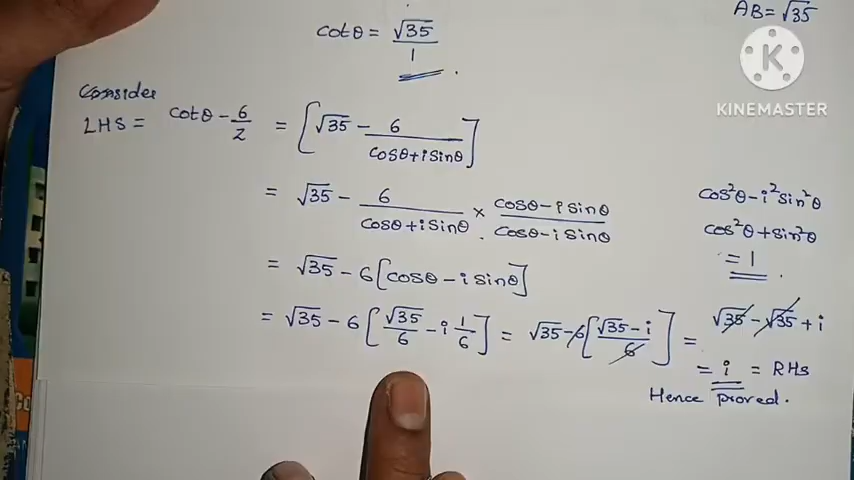 cotθ = √35/1
AB = √35
KINEMASTER
Consider
LHS = cotθ - 6/z = [√35 - 6/(cosθ+isinθ)]
= √35 - 6/(cosθ+isinθ) × (cosθ-isinθ)/(cosθ-isinθ)
cos²θ - i²sin²θ
cos²θ + sin²θ
= 1
= √35 - 6[cosθ - isinθ]
= √35 - 6[√35/6 - i 1/6] = √35 - 6[(√35 - i)/6] = √35 - √35 + i
= i = RHS
Hence proved.